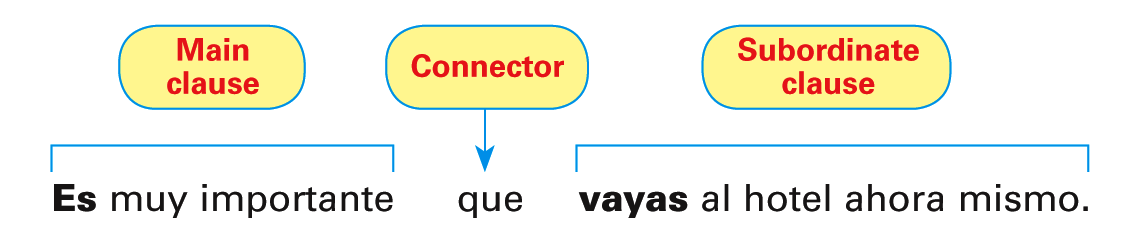 Main
clause
Connector
Subordinate
clause
Es muy importante que vayas al hotel ahora mismo.